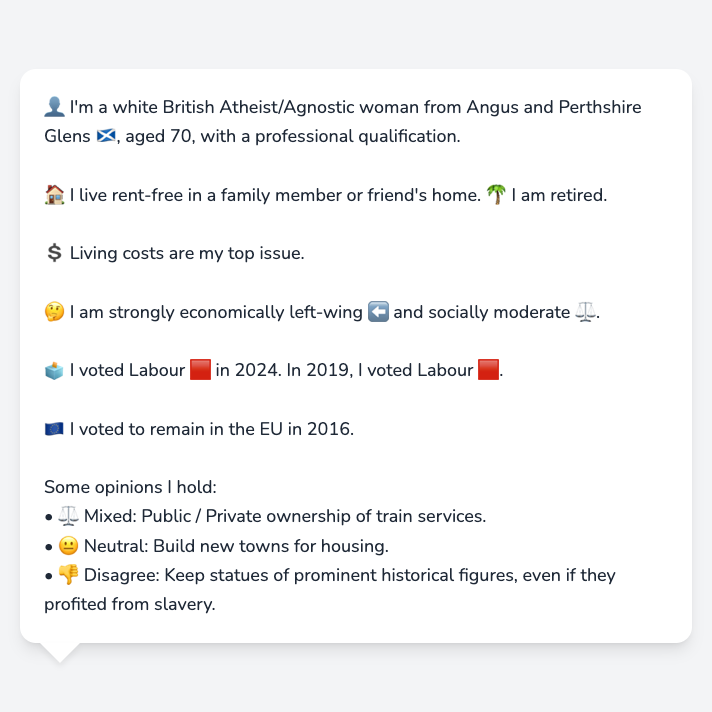 👤 I'm a white British Atheist/Agnostic woman from Angus and Perthshire
Glens 🏴󠁧󠁢󠁳󠁣󠁴󠁿, aged 70, with a professional qualification.
🏠 I live rent-free in a family member or friend's home. 🌴 I am retired.
💲 Living costs are my top issue.
🤔 I am strongly economically left-wing ⬅️ and socially moderate ⚖️.
🗳️ I voted Labour 🟥 in 2024. In 2019, I voted Labour 🟥.
🇪🇺 I voted to remain in the EU in 2016.
Some opinions I hold:
• ⚖️ Mixed: Public / Private ownership of train services.
• 😐 Neutral: Build new towns for housing.
• 👎 Disagree: Keep statues of prominent historical figures, even if they
profited from slavery.